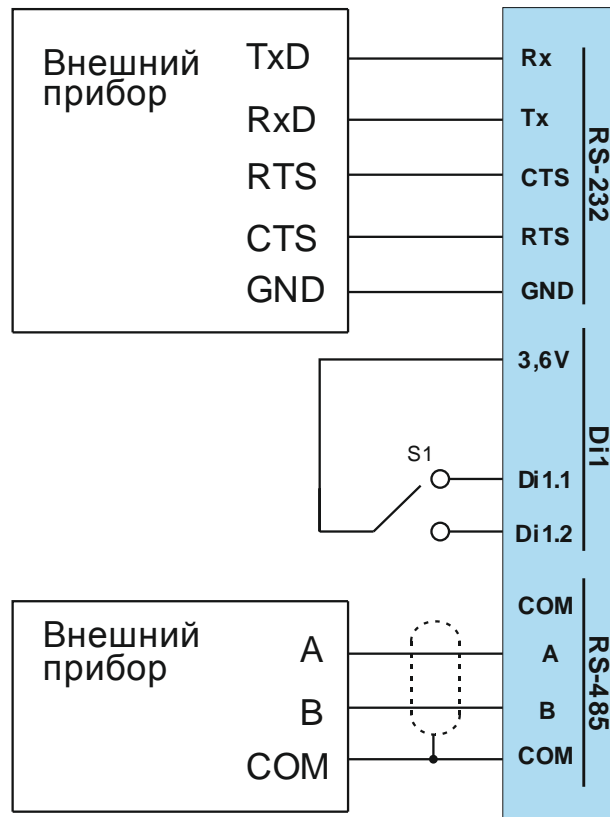 Внешний
прибор
TxD
RxD
RTS
CTS
GND
Rx
Tx
CTS
RTS
GND
RS-232
3,6V
S1
Di1.1
Di1.2
Di1
Внешний
прибор
A
B
COM
COM
A
B
COM
RS-485